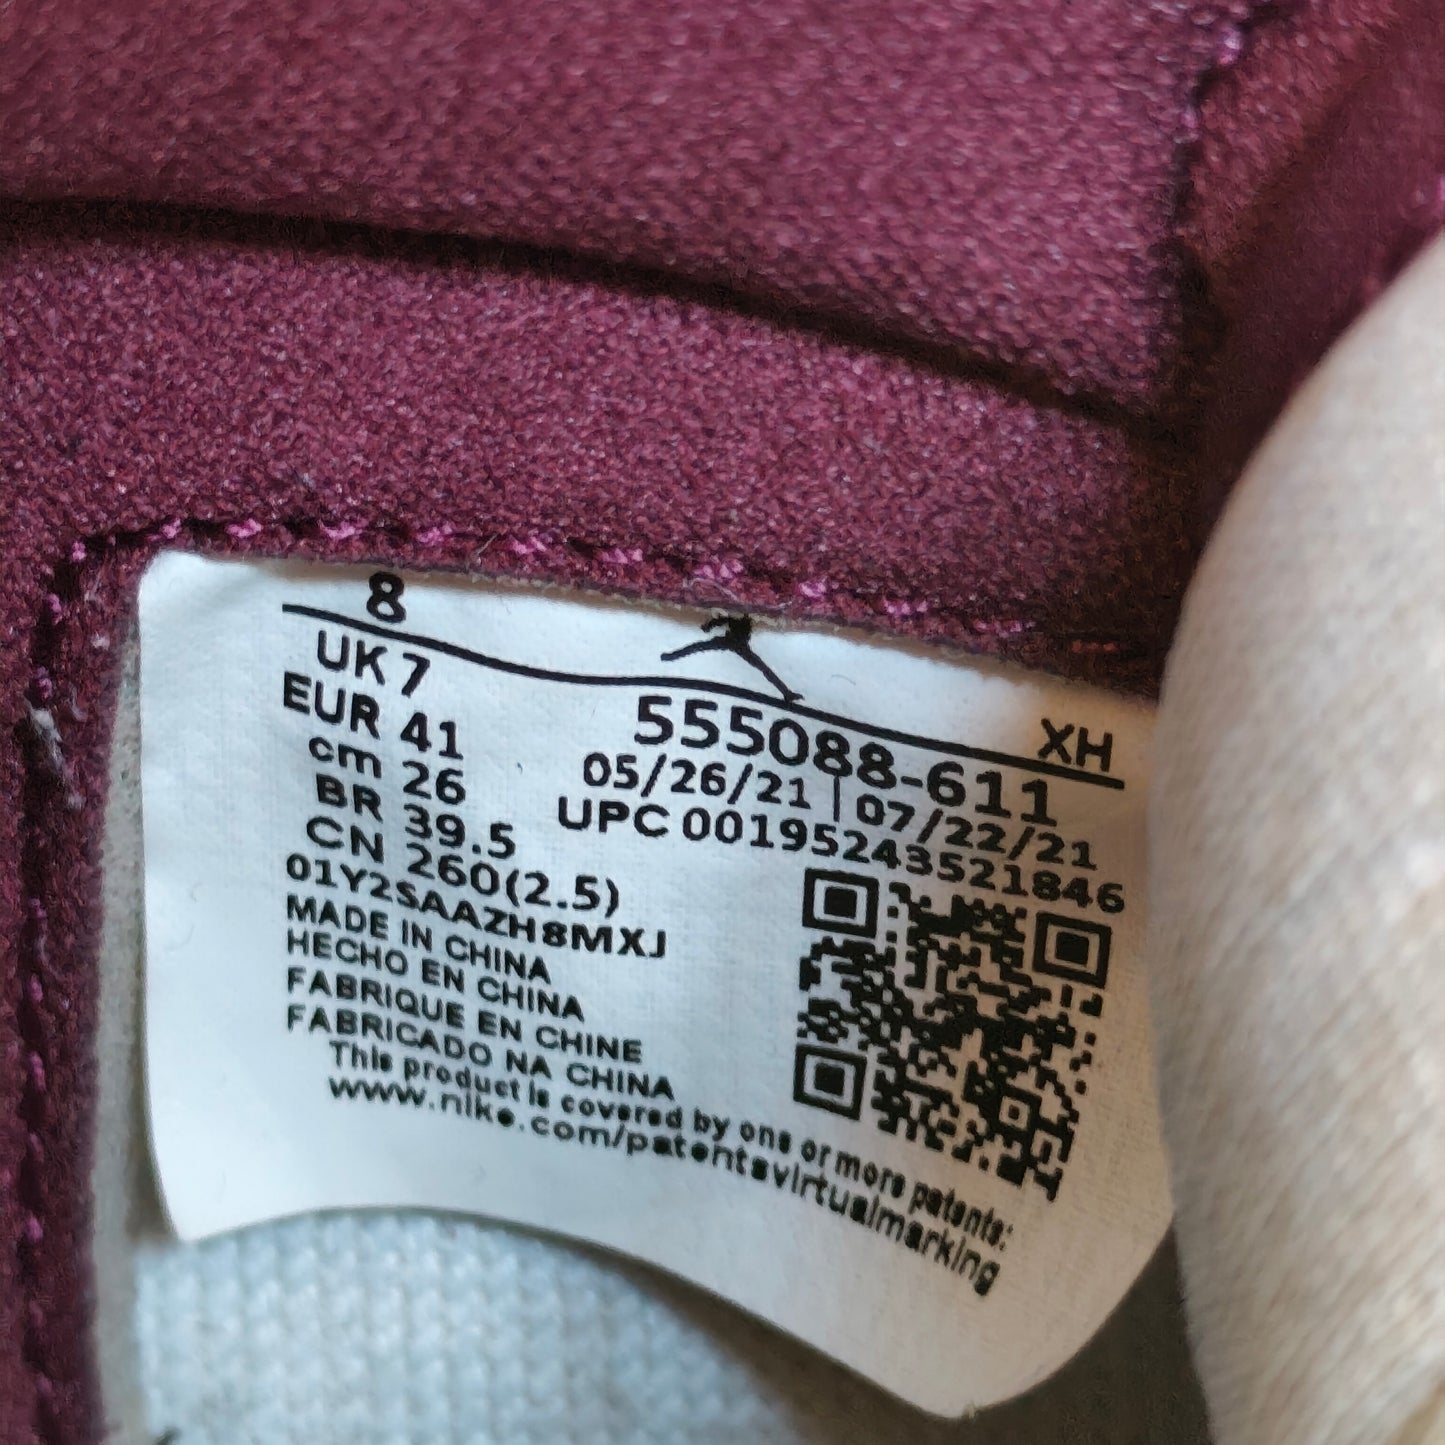 8
XH
UK 7
EUR 41
cm 26
BR 39.5
CN 260(2.5)
555088-611
05/26/21 | 07/22/21
UPC 00195243521846
01Y2SAAZH8MXJ
MADE IN CHINA
HECHO EN CHINA
FABRIQUE EN CHINE
FABRICADO NA CHINA
This product is covered by one or more patents:
www.nike.com/patentsvirtualmarking